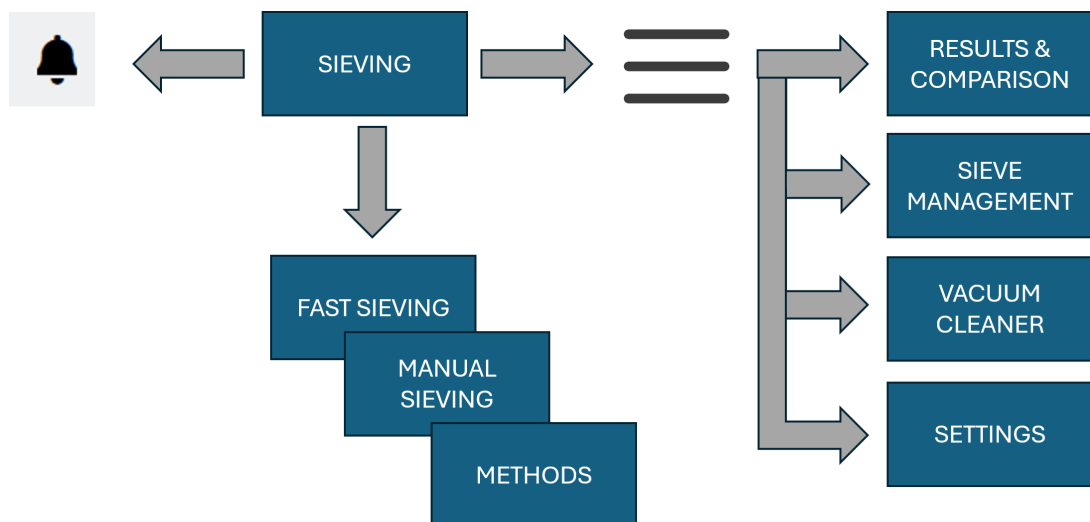 SIEVING
RESULTS &
COMPARISON
SIEVE
MANAGEMENT
VACUUM
CLEANER
SETTINGS
FAST SIEVING
MANUAL
SIEVING
METHODS